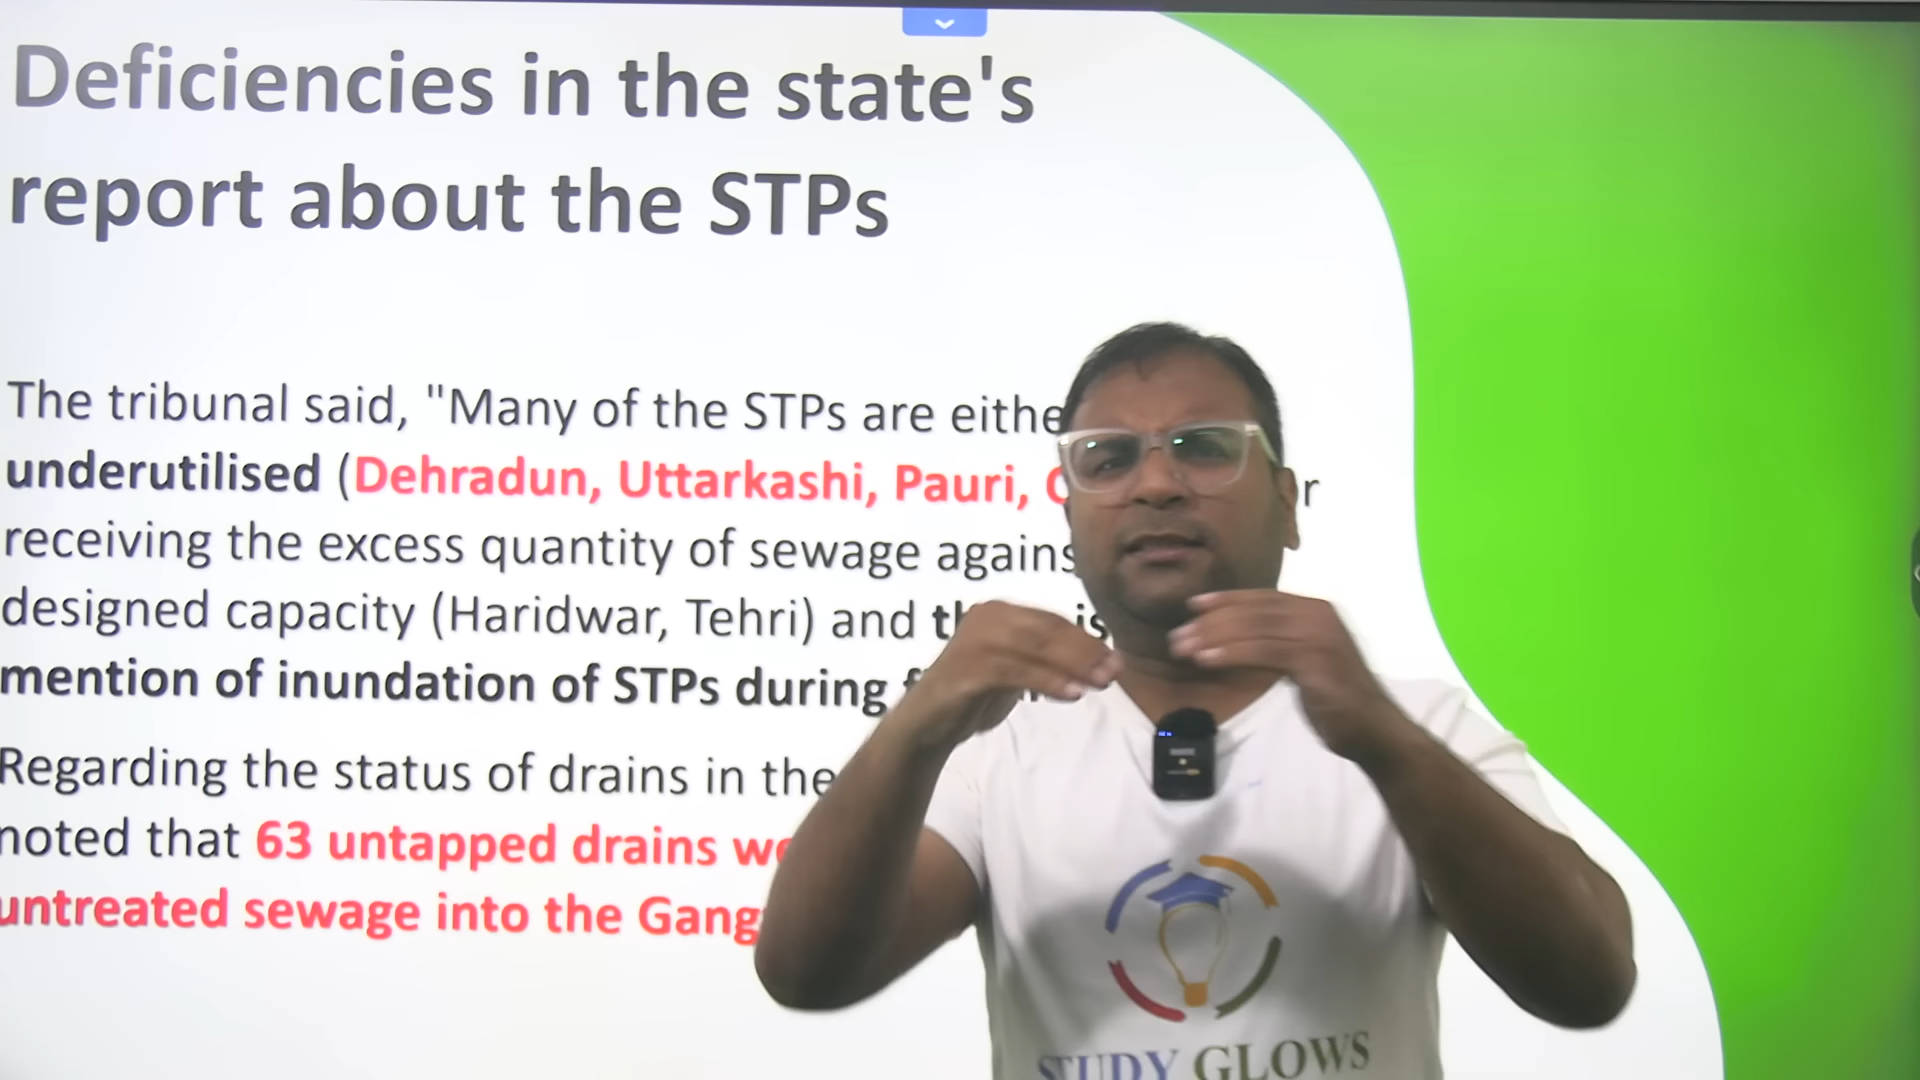 Deficiencies in the state's
report about the STPs
The tribunal said, "Many of the STPs are eithe
underutilised (Dehradun, Uttarkashi, Pauri,
receiving the excess quantity of sewage agains
designed capacity (Haridwar, Tehri) and
mention of inundation of STPs during
Regarding the status of drains in the
noted that 63 untapped drains
untreated sewage into the
STUDY GLOWS